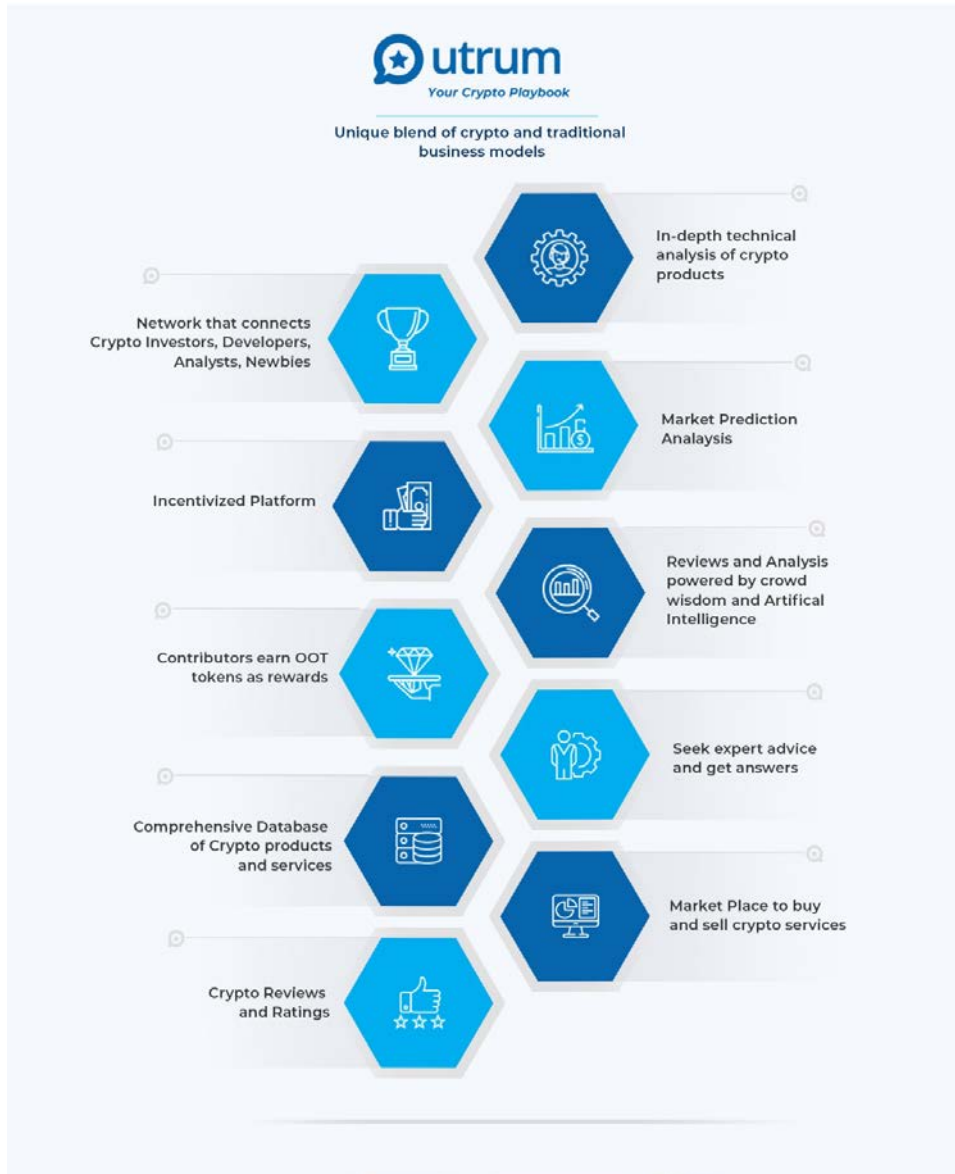 utrum
Your Crypto Playbook
Unique blend of crypto and traditional
business models
In-depth technical
analysis of crypto
products
Network that connects
Crypto Investors, Developers,
Analysts, Newbies
Market Prediction
Analaysis
Incentivized Platform
Reviews and Analysis
powered by crowd
wisdom and Artifical
Intelligence
Contributors earn OOT
tokens as rewards
Seek expert advice
and get answers
Comprehensive Database
of Crypto products
and services
Market Place to buy
and sell crypto services
Crypto Reviews
and Ratings